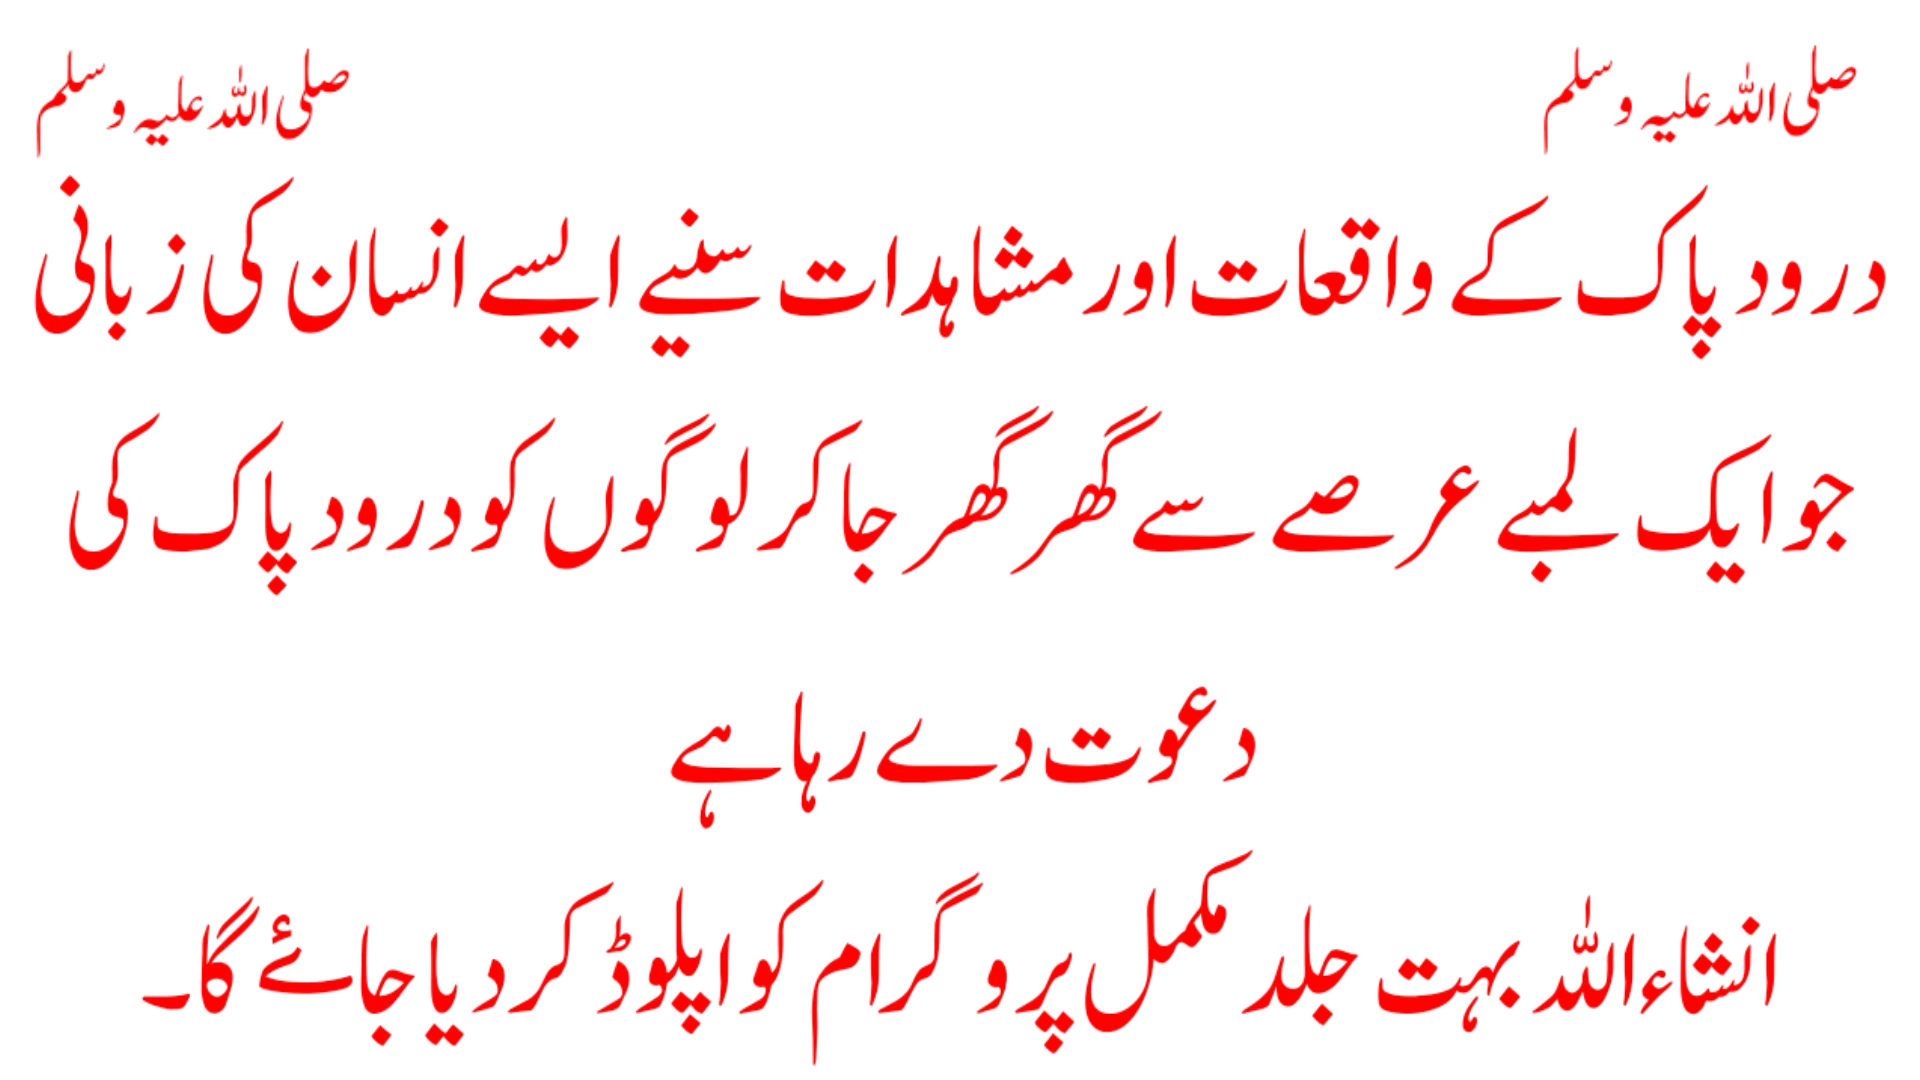 صلی اللہ علیہ وسلم صلی اللہ علیہ وسلم
درود پاک کے واقعات اور مشاہدات سنیے ایسے انسان کی زبانی
جو ایک لمبے عرصے سے گھر گھر جا کر لوگوں کو درود پاک کی
دعوت دے رہا ہے
انشاء اللہ بہت جلد مکمل پروگرام کو اپلوڈ کر دیا جائے گا۔